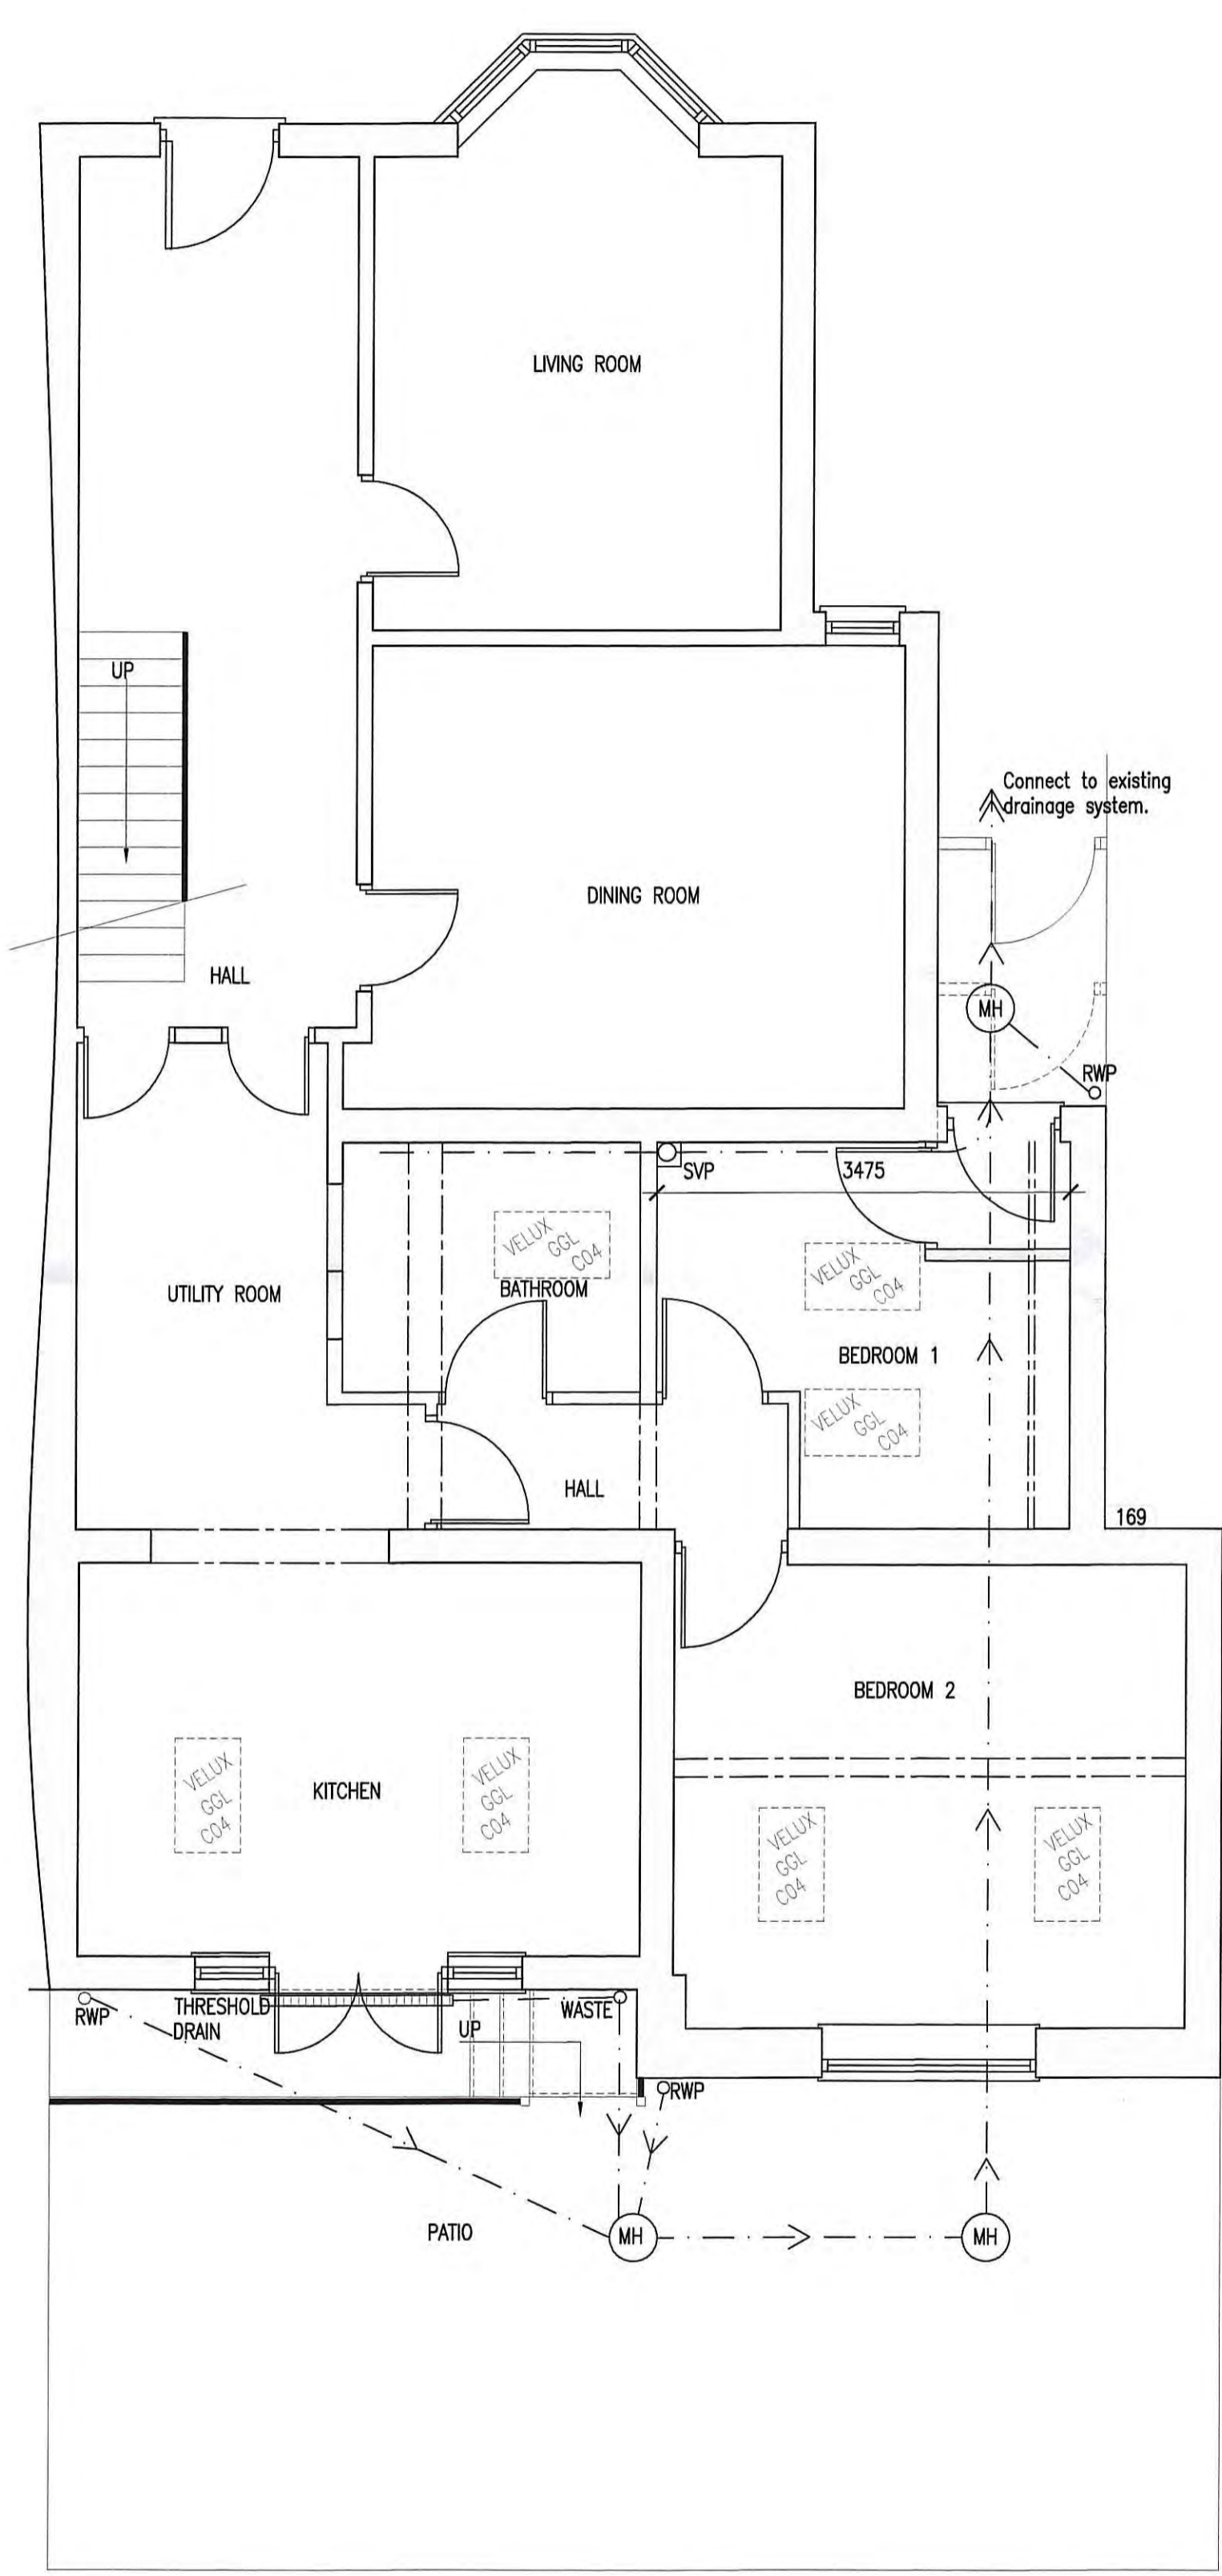 LIVING ROOM
UP
Connect to existing
drainage system.
DINING ROOM
HALL
MH
RWP
SVP
3475
VELUX
GGL
C04
VELUX
GGL
C04
BATHROOM
UTILITY ROOM
BEDROOM 1
VELUX
GGL
C04
HALL
169
BEDROOM 2
VELUX
GGL
C04
KITCHEN
VELUX
GGL
C04
VELUX
GGL
C04
VELUX
GGL
C04
RWP
THRESHOLD
DRAIN
UP
WASTE
RWP
PATIO
MH
MH